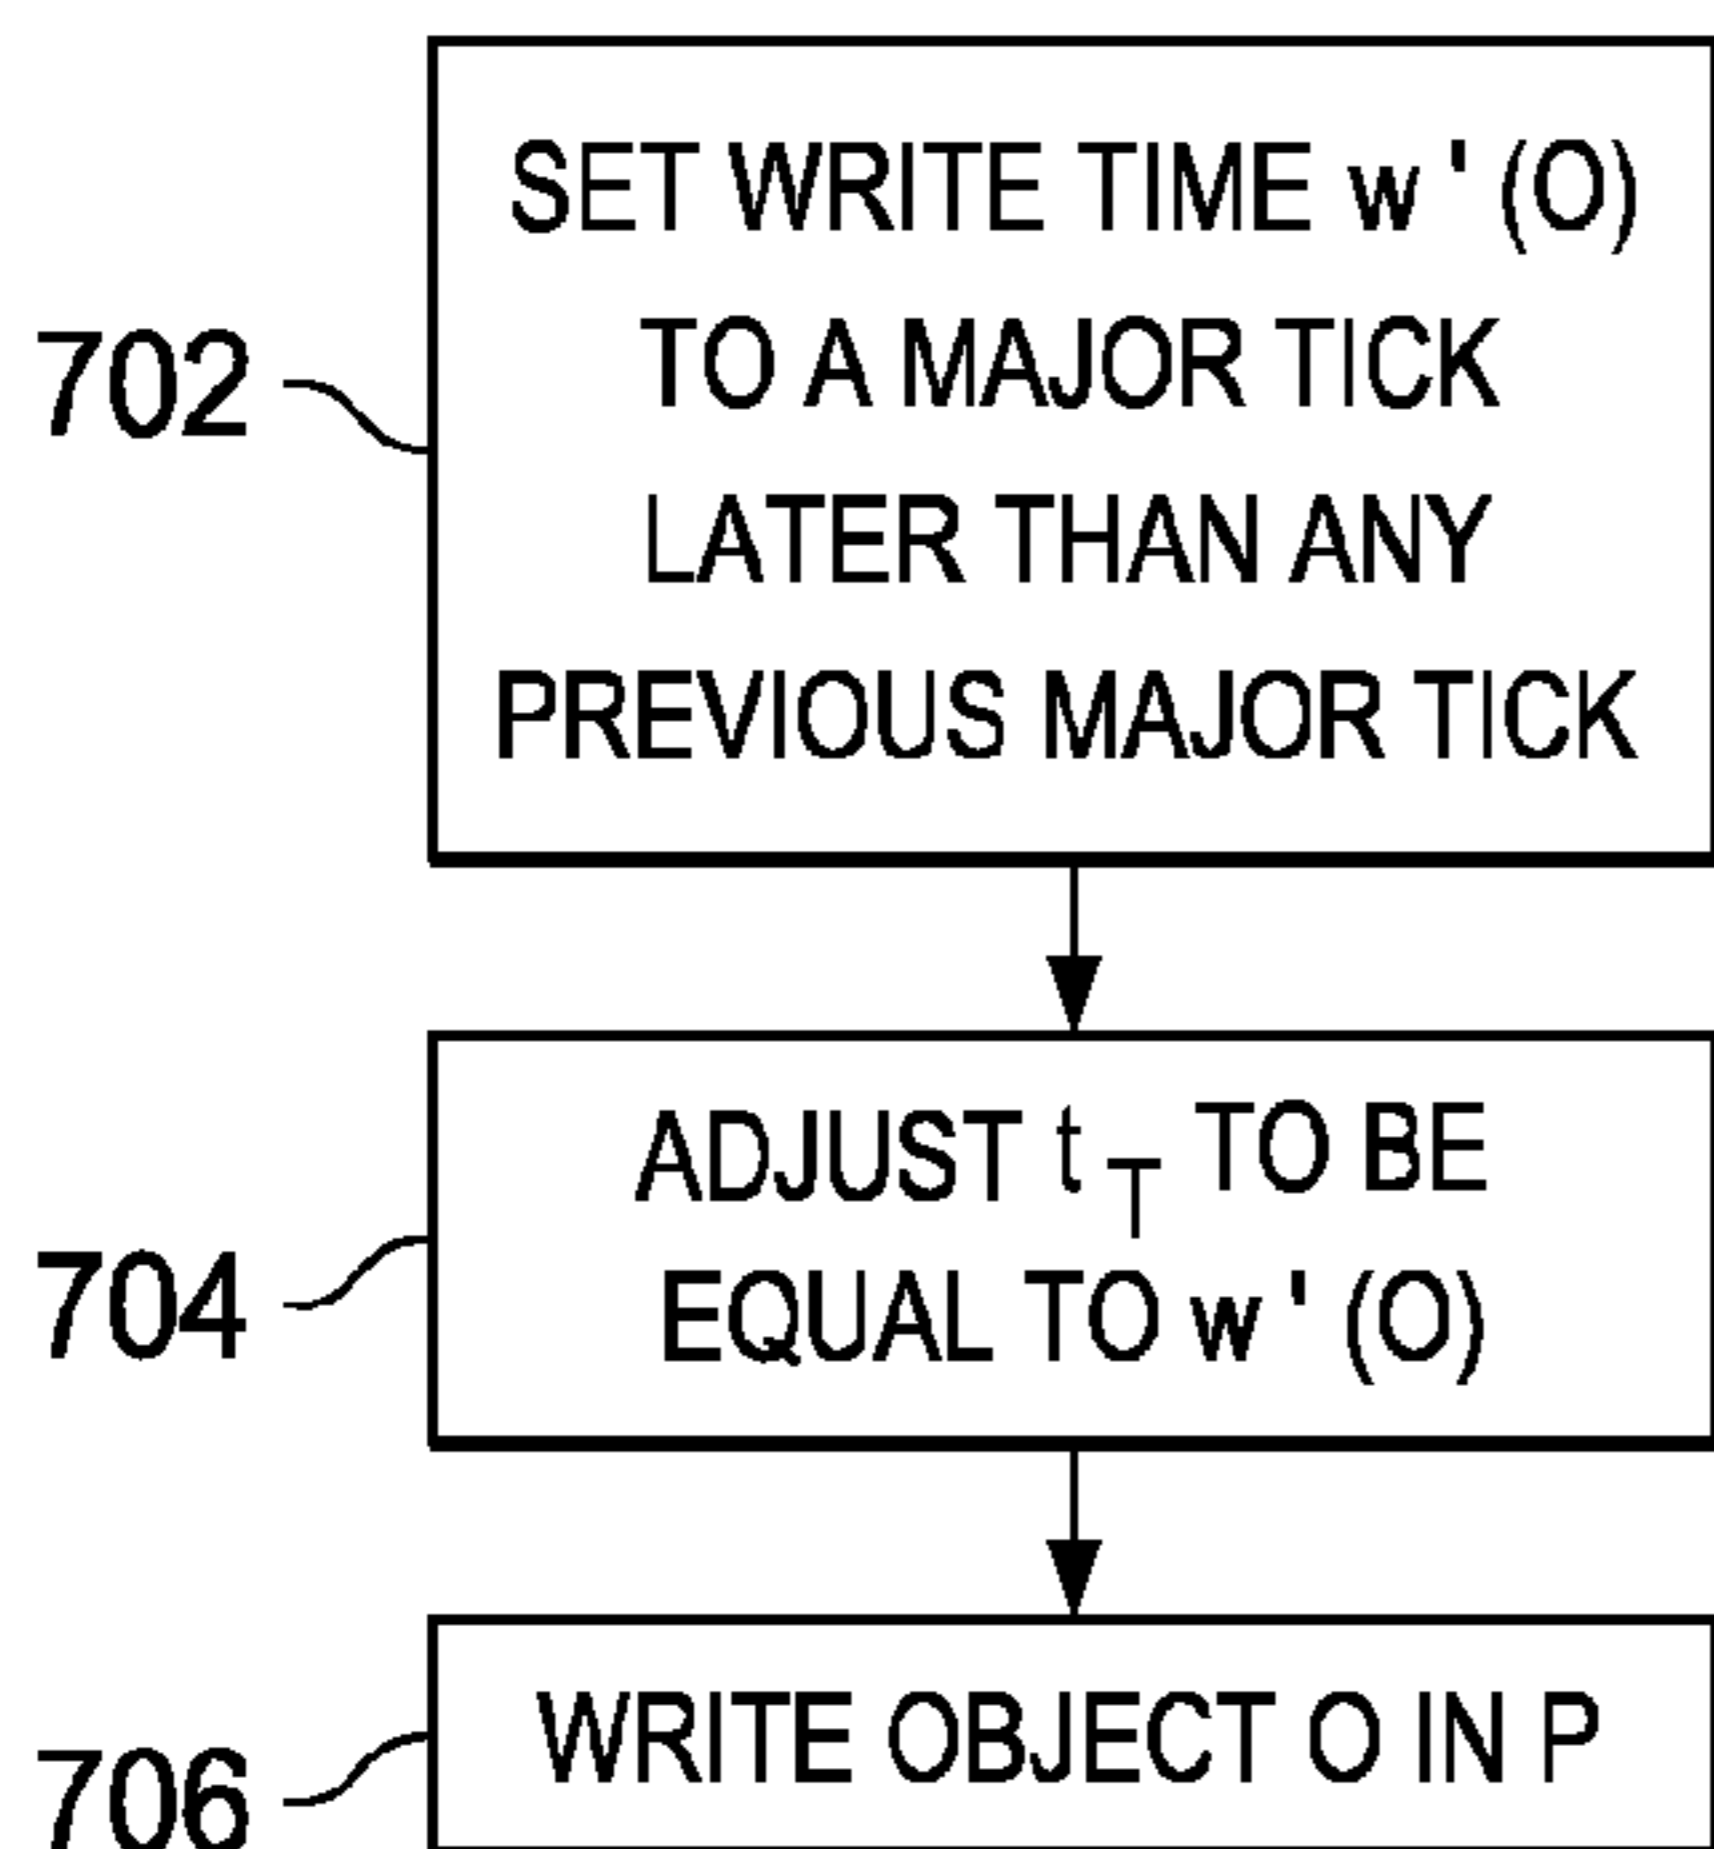 702
SET WRITE TIME w'(O)
TO A MAJOR TICK
LATER THAN ANY
PREVIOUS MAJOR TICK
704
ADJUST t_T TO BE
EQUAL TO w'(O)
706
WRITE OBJECT O IN P